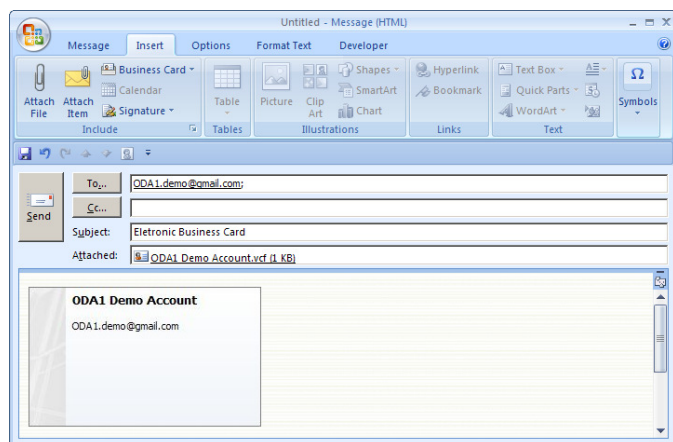 Untitled - Message (HTML)
Message Insert Options Format Text Developer
Attach File
Attach Item
Business Card
Calendar
Signature
Include
Table
Tables
Picture
Clip Art
Shapes
SmartArt
Chart
Illustrations
Hyperlink
Bookmark
Links
Text Box
Quick Parts
WordArt
Text
Ω
Symbols
Send
To...
ODA1.demo@gmail.com;
Cc...
Subject: Eletronic Business Card
Attached: ODA1 Demo Account.vcf (1 KB)
ODA1 Demo Account
ODA1.demo@gmail.com